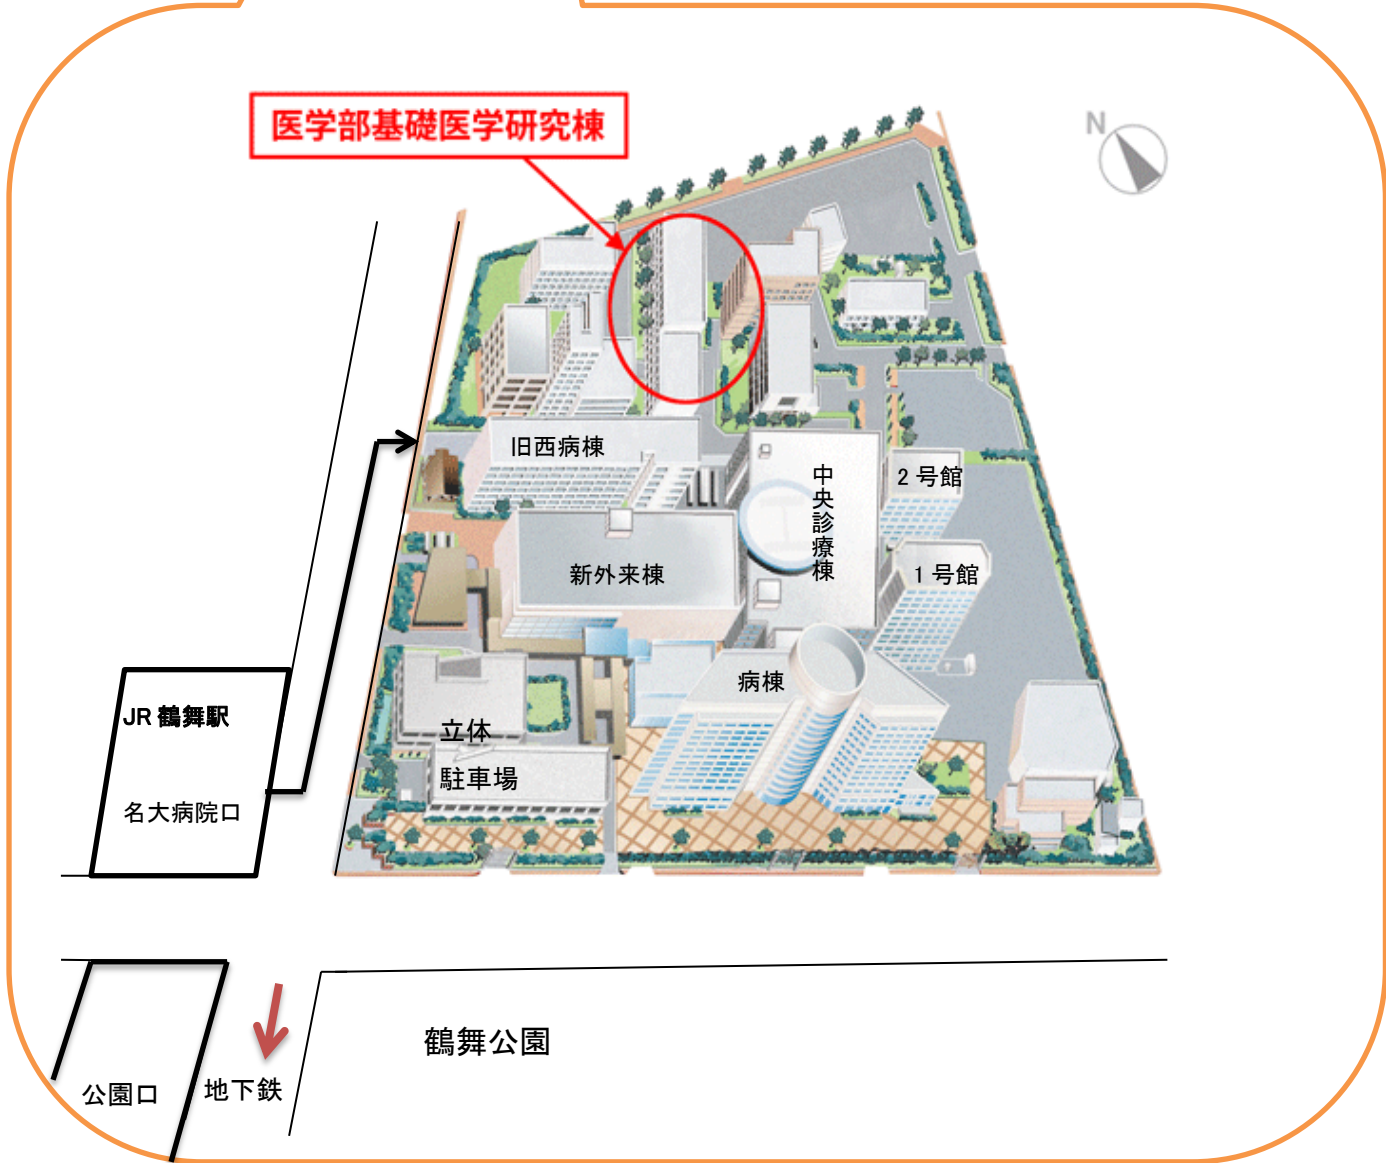 医学部基礎医学研究棟
N
旧西病棟
中央診療棟
2 号館
新外来棟
1 号館
病棟
JR 鶴舞駅
立体
駐車場
名大病院口
鶴舞公園
公園口
地下鉄